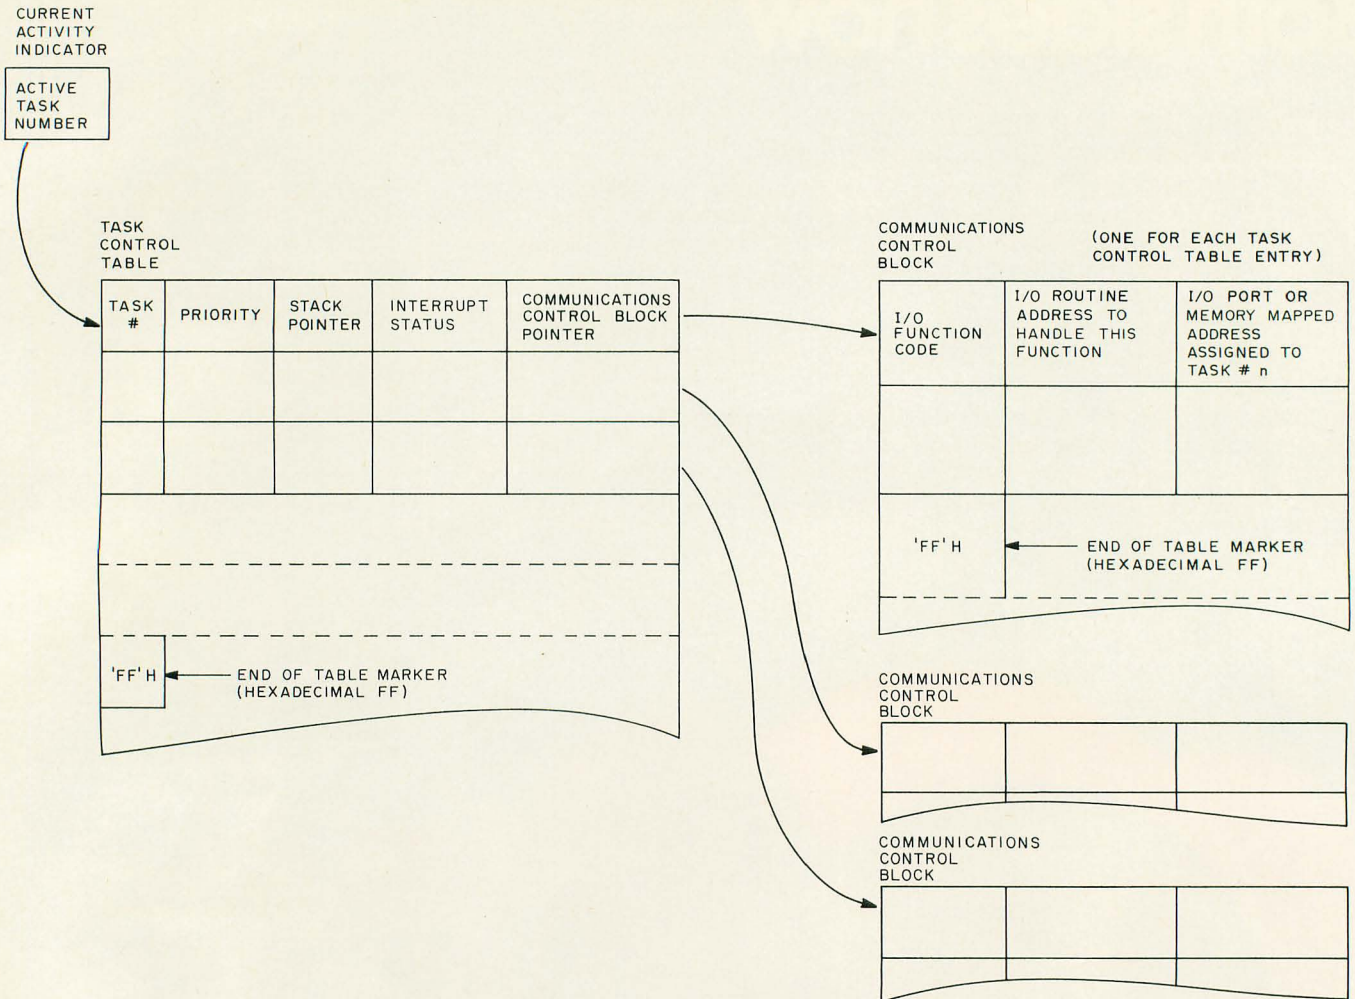 CURRENT
ACTIVITY
INDICATOR
ACTIVE
TASK
NUMBER
TASK
CONTROL
TABLE
TASK
#
PRIORITY
STACK
POINTER
INTERRUPT
STATUS
COMMUNICATIONS
CONTROL BLOCK
POINTER
'FF' H
END OF TABLE MARKER
(HEXADECIMAL FF)
COMMUNICATIONS
CONTROL
BLOCK
(ONE FOR EACH TASK
CONTROL TABLE ENTRY)
I/O
FUNCTION
CODE
I/O ROUTINE
ADDRESS TO
HANDLE THIS
FUNCTION
I/O PORT OR
MEMORY MAPPED
ADDRESS
ASSIGNED TO
TASK # n
'FF' H
END OF TABLE MARKER
(HEXADECIMAL FF)
COMMUNICATIONS
CONTROL
BLOCK
COMMUNICATIONS
CONTROL
BLOCK